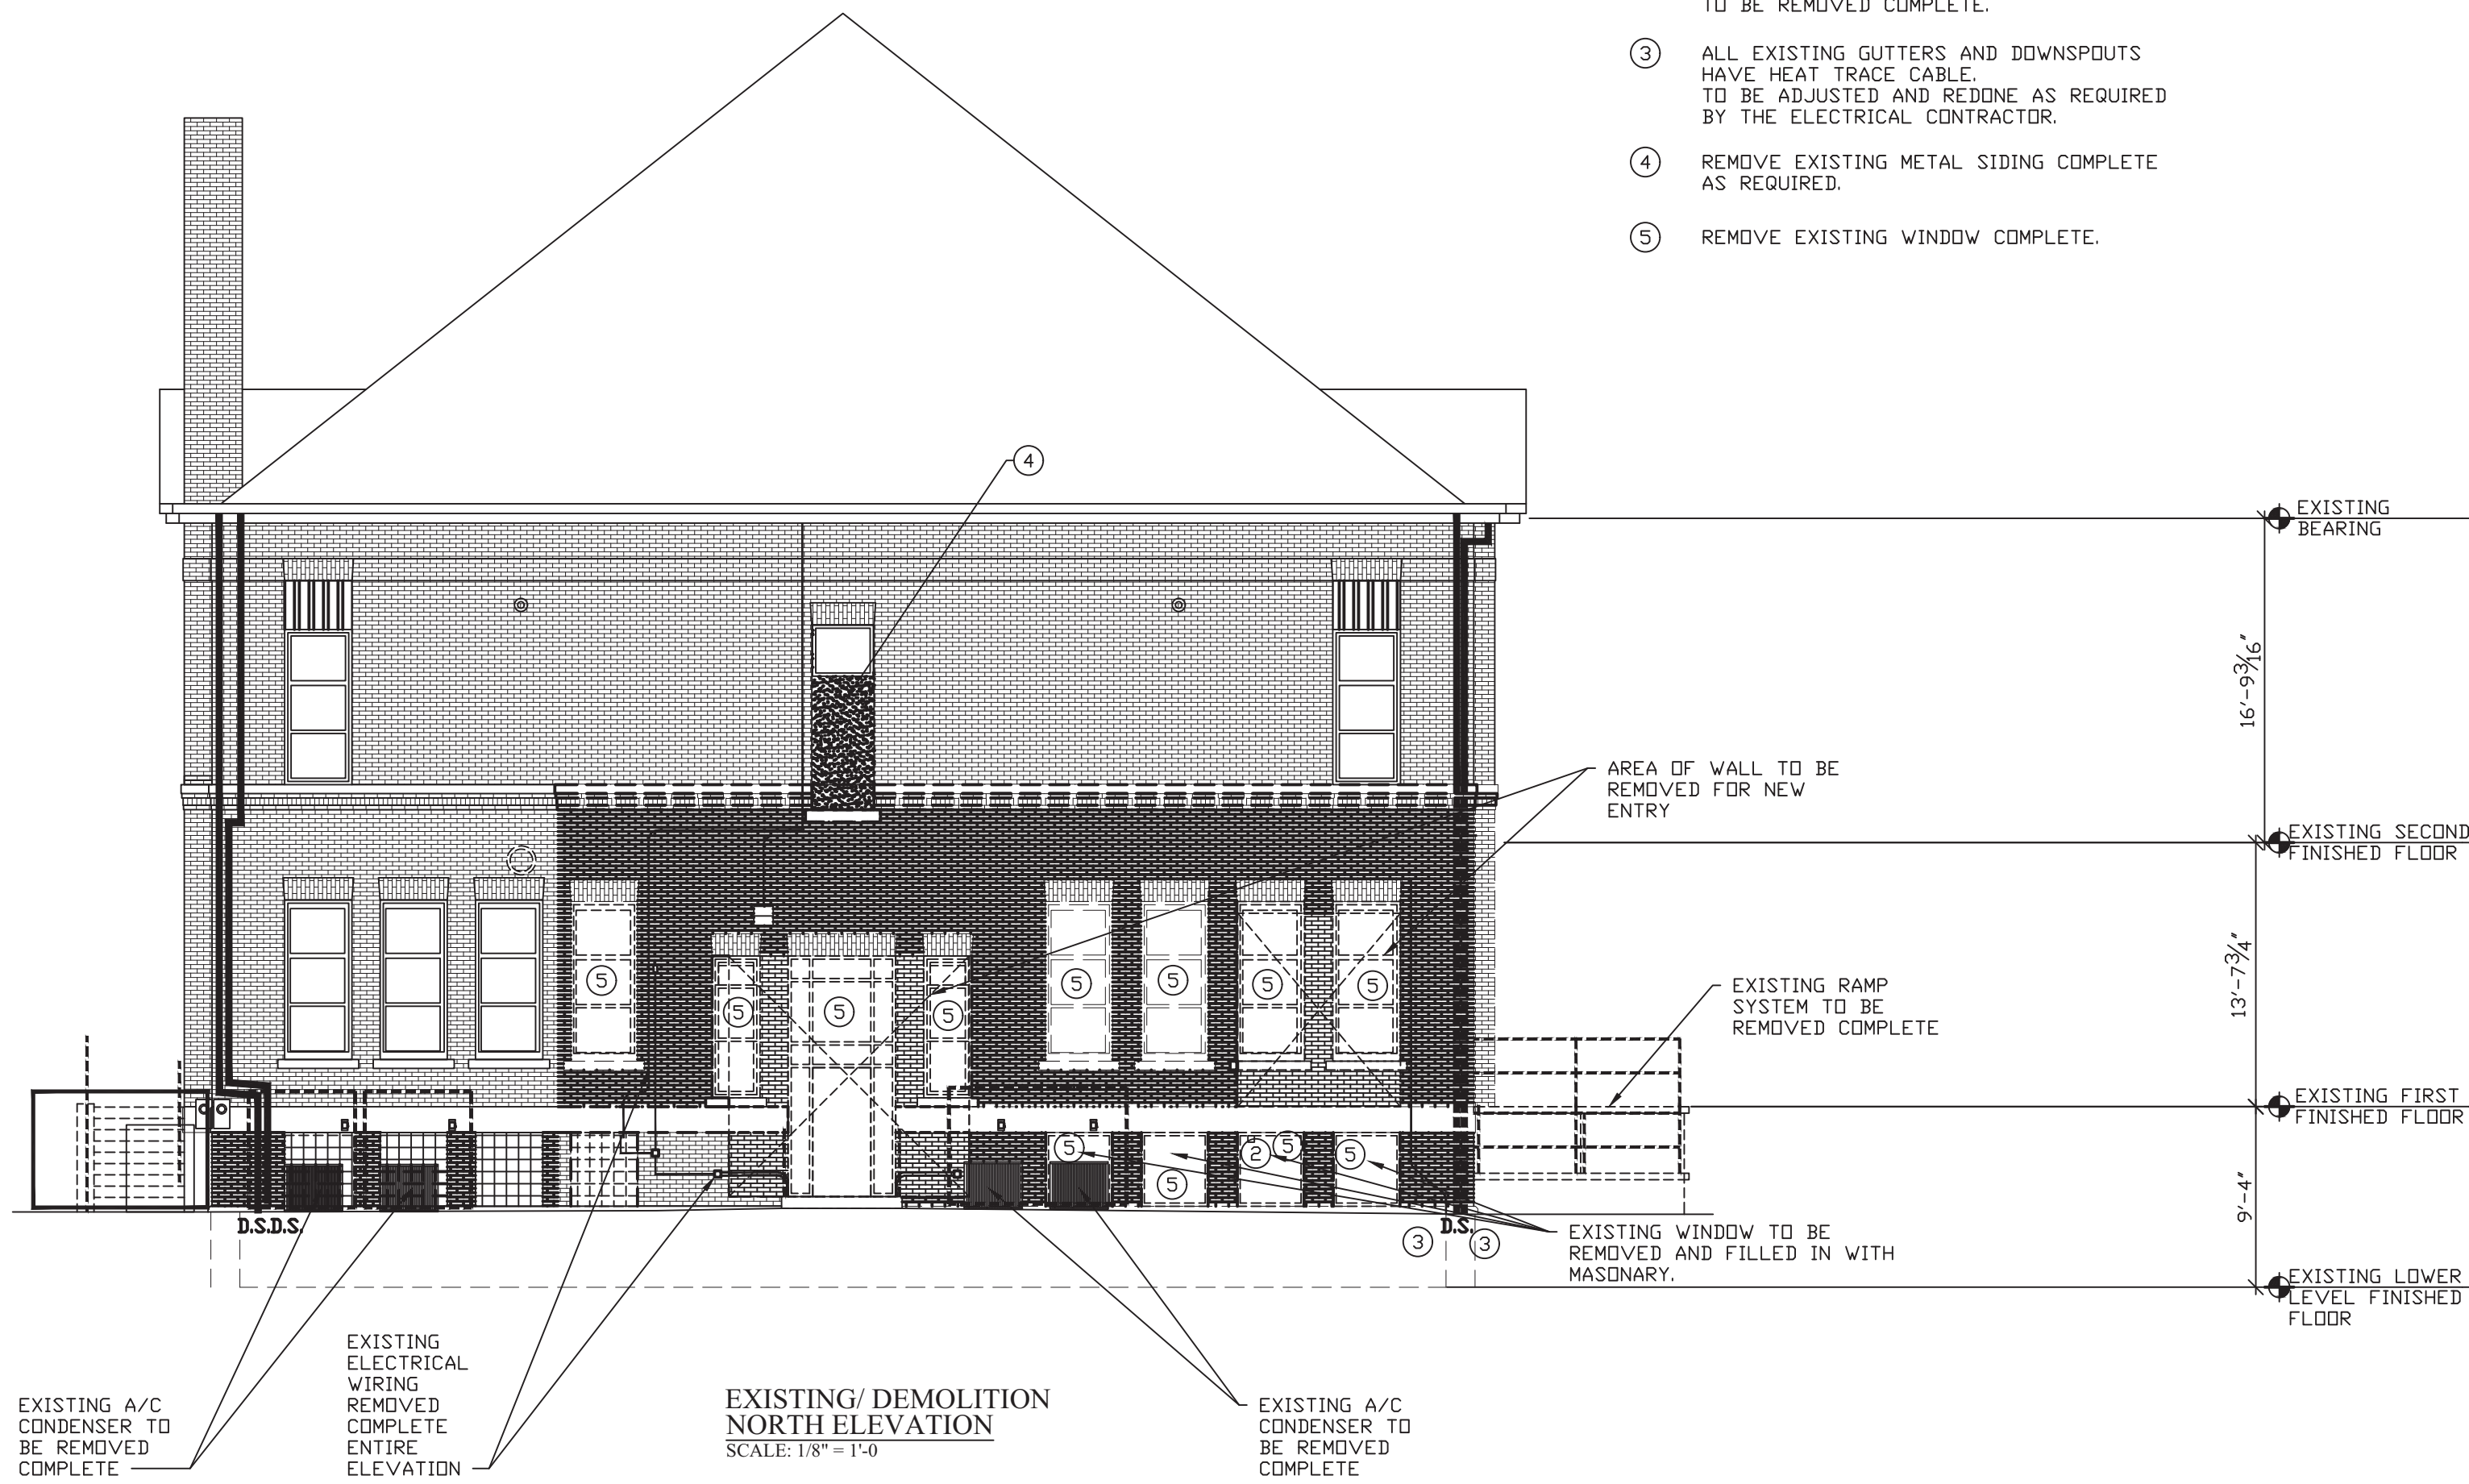 TO BE REMOVED COMPLETE.
3
ALL EXISTING GUTTERS AND DOWNSPOUTS
HAVE HEAT TRACE CABLE.
TO BE ADJUSTED AND REDONE AS REQUIRED
BY THE ELECTRICAL CONTRACTOR.
4
REMOVE EXISTING METAL SIDING COMPLETE
AS REQUIRED.
5
REMOVE EXISTING WINDOW COMPLETE.
4
EXISTING
BEARING
16'-9 3/16"
AREA OF WALL TO BE
REMOVED FOR NEW
ENTRY
EXISTING SECOND
FINISHED FLOOR
13'-7 3/4"
5
5
5
5
5
5
5
5
EXISTING RAMP
SYSTEM TO BE
REMOVED COMPLETE
EXISTING FIRST
FINISHED FLOOR
5
2
5
5
5
9'-4"
D.S.D.S.
D.S.
3
3
EXISTING WINDOW TO BE
REMOVED AND FILLED IN WITH
MASONARY.
EXISTING LOWER
LEVEL FINISHED
FLOOR
EXISTING A/C
CONDENSER TO
BE REMOVED
COMPLETE
EXISTING
ELECTRICAL
WIRING
REMOVED
COMPLETE
ENTIRE
ELEVATION
EXISTING/ DEMOLITION
NORTH ELEVATION
SCALE: 1/8" = 1'-0
EXISTING A/C
CONDENSER TO
BE REMOVED
COMPLETE